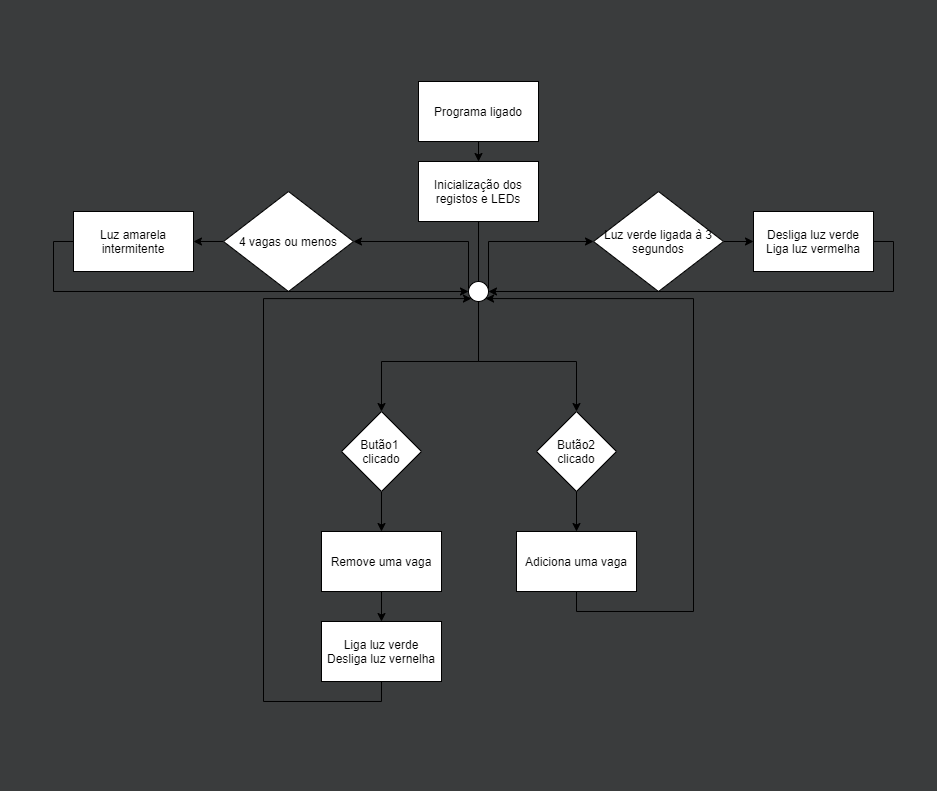 Programa ligado
Inicialização dos
registos e LEDs
Luz amarela
intermitente
4 vagas ou menos
Luz verde ligada à 3
segundos
Desliga luz verde
Liga luz vermelha
Butão1
clicado
Butão2
clicado
Remove uma vaga
Adiciona uma vaga
Liga luz verde
Desliga luz vernelha